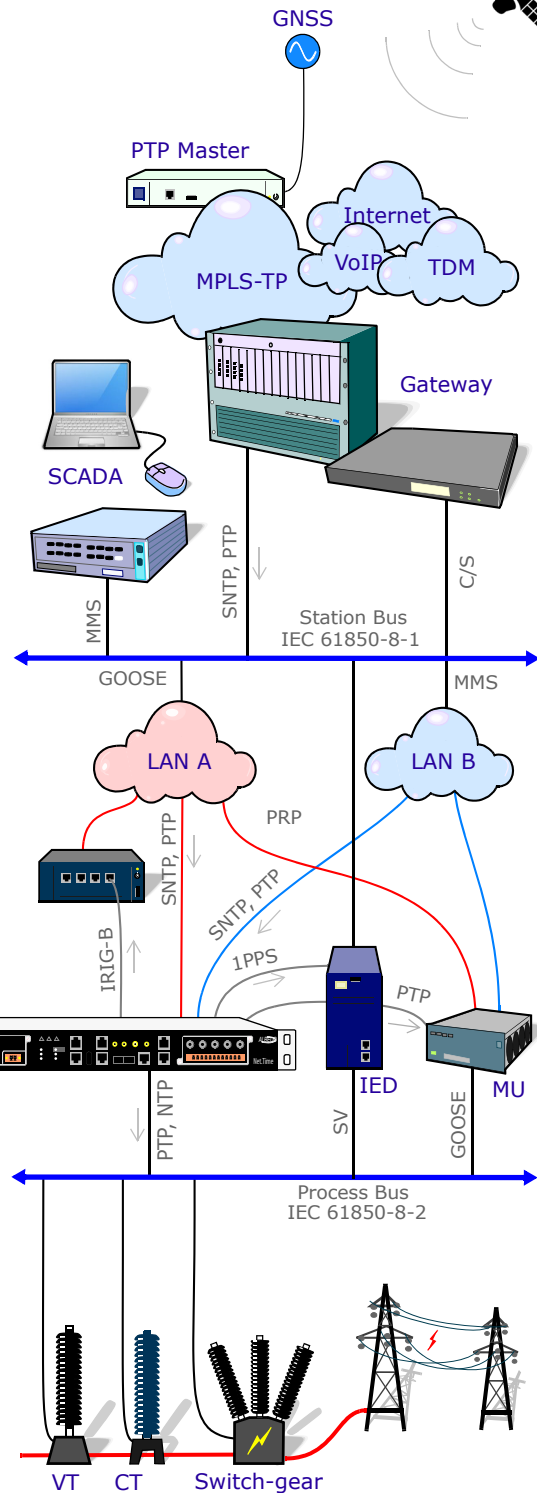 GNSS
PTP Master
Internet
VoIP
TDM
MPLS-TP
Gateway
SCADA
SNTP, PTP
C/S
MMS
Station Bus
IEC 61850-8-1
GOOSE
MMS
LAN A
LAN B
PRP
SNTP, PTP
SNTP, PTP
IRIG-B
1PPS
PTP
Net.Time
IED
MU
PTP, NTP
SV
GOOSE
Process Bus
IEC 61850-8-2
VT
CT
Switch-gear